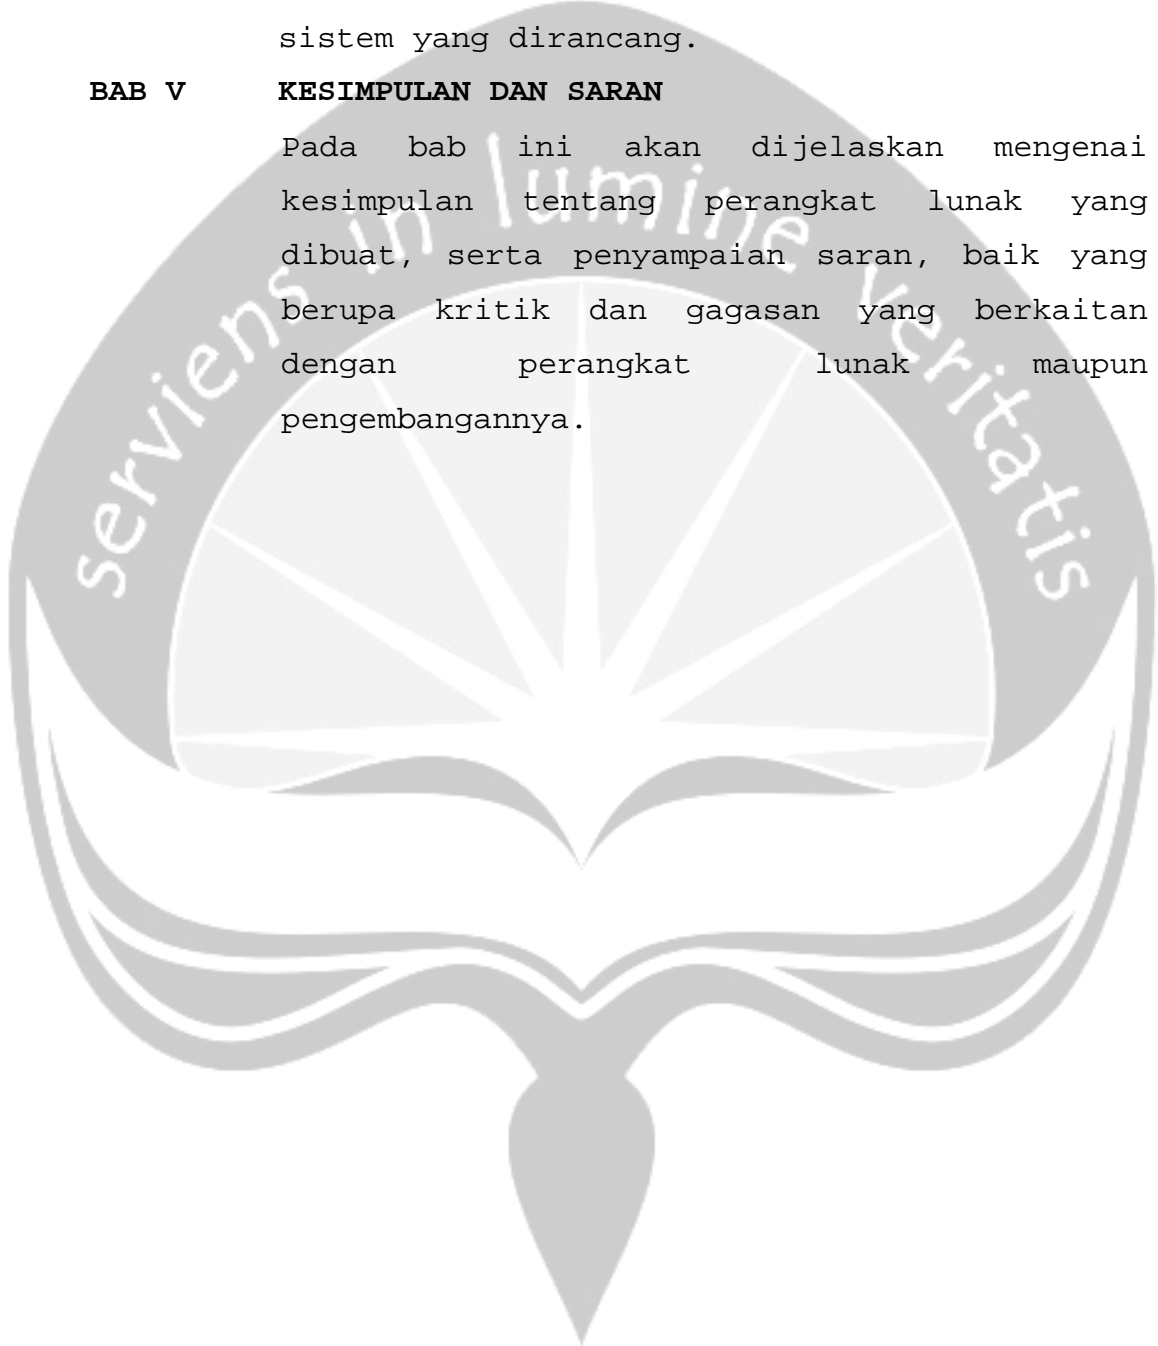 sistem yang dirancang.
BAB V KESIMPULAN DAN SARAN
Pada bab ini akan dijelaskan mengenai
kesimpulan tentang perangkat lunak yang
dibuat, serta penyampaian saran, baik yang
berupa kritik dan gagasan yang berkaitan
dengan perangkat lunak maupun
pengembangannya.
serviens in lumine veritatis